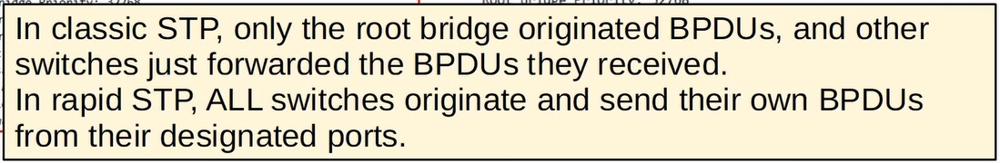 In classic STP, only the root bridge originated BPDUs, and other
switches just forwarded the BPDUs they received.
In rapid STP, ALL switches originate and send their own BPDUs
from their designated ports.